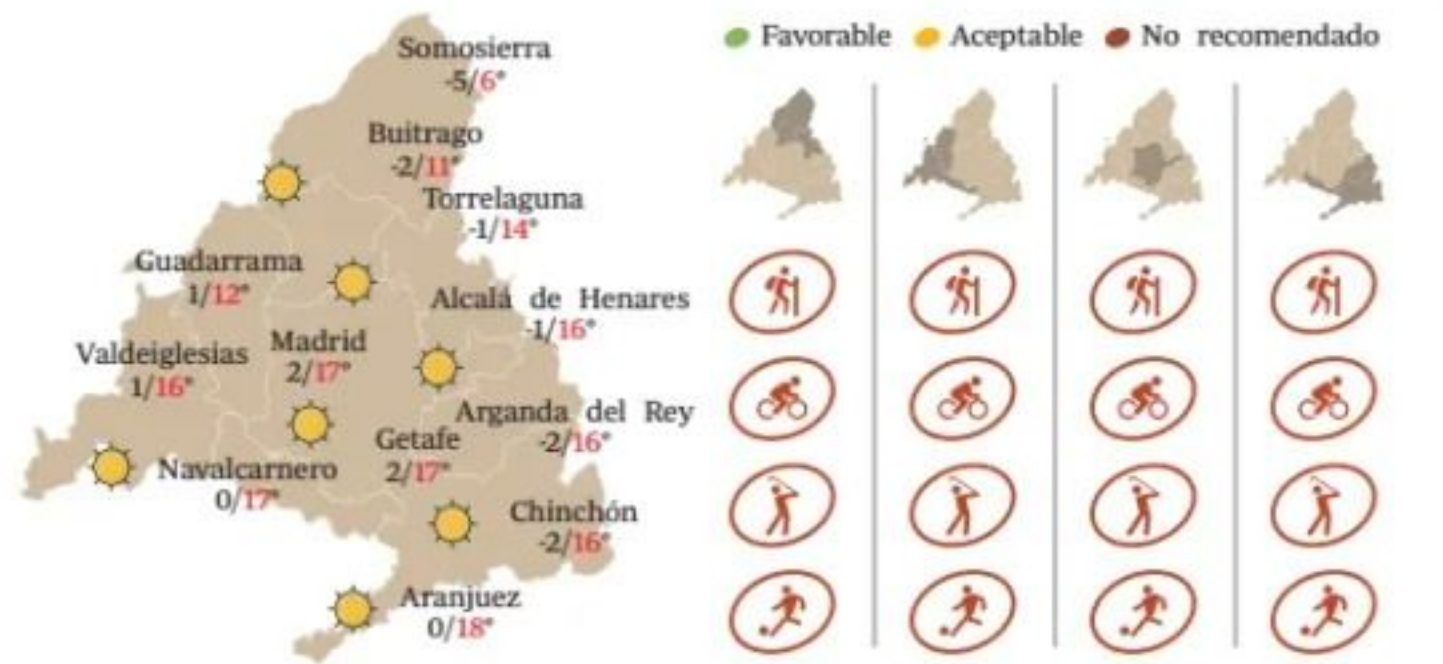 Somosierra
-5/6°
Buitrago
-2/11°
Torrelaguna
-1/14°
Guadarrama
1/12°
Alcalá de Henares
-1/16°
Madrid
2/17°
Valdeiglesias
1/16°
Arganda del Rey
-2/16°
Getafe
2/17°
Navalcarnero
0/17°
Chinchón
-2/16°
Aranjuez
0/18°
Favorable Aceptable No recomendado